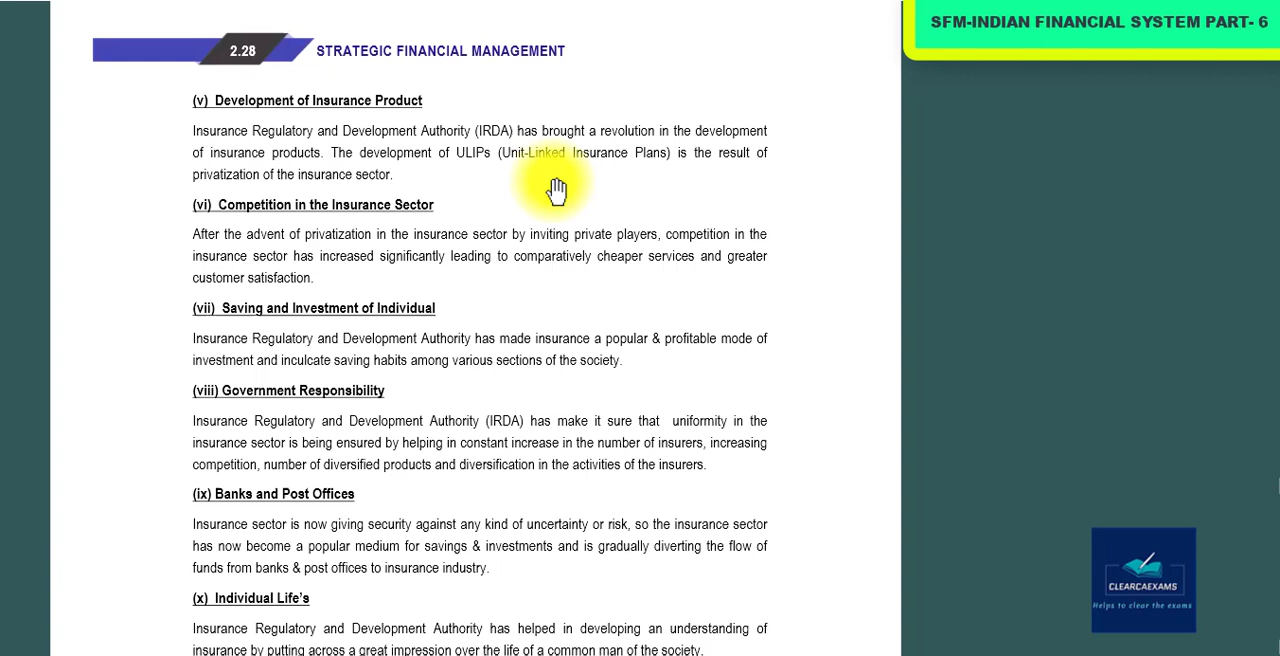 SFM-INDIAN FINANCIAL SYSTEM PART- 6
2.28 STRATEGIC FINANCIAL MANAGEMENT
(v) Development of Insurance Product
Insurance Regulatory and Development Authority (IRDA) has brought a revolution in the development
of insurance products. The development of ULIPs (Unit-Linked Insurance Plans) is the result of
privatization of the insurance sector.
(vi) Competition in the Insurance Sector
After the advent of privatization in the insurance sector by inviting private players, competition in the
insurance sector has increased significantly leading to comparatively cheaper services and greater
customer satisfaction.
(vii) Saving and Investment of Individual
Insurance Regulatory and Development Authority has made insurance a popular & profitable mode of
investment and inculcate saving habits among various sections of the society.
(viii) Government Responsibility
Insurance Regulatory and Development Authority (IRDA) has make it sure that uniformity in the
insurance sector is being ensured by helping in constant increase in the number of insurers, increasing
competition, number of diversified products and diversification in the activities of the insurers.
(ix) Banks and Post Offices
Insurance sector is now giving security against any kind of uncertainty or risk, so the insurance sector
has now become a popular medium for savings & investments and is gradually diverting the flow of
funds from banks & post offices to insurance industry.
(x) Individual Life's
Insurance Regulatory and Development Authority has helped in developing an understanding of
insurance by putting across a great impression over the life of a common man of the society.
CLEARCAEXAMS
Helps to clear the exams